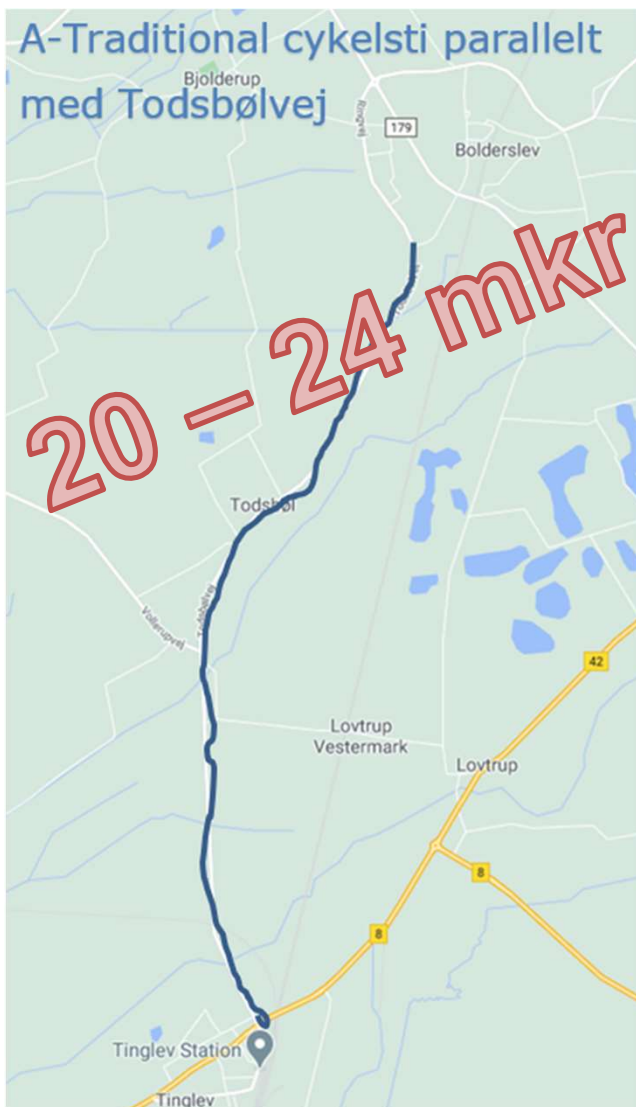 A-Traditional cykelsti parallelt
med Todsbølvej
Bjolderup
Ringvej
179
Bolderslev
20 – 24 mkr
Todsbøl
Todsbølvej
Vollerupvej
42
Lovtrup
Vestermark
Lovtrup
8
8
Tinglev Station
Tinglev